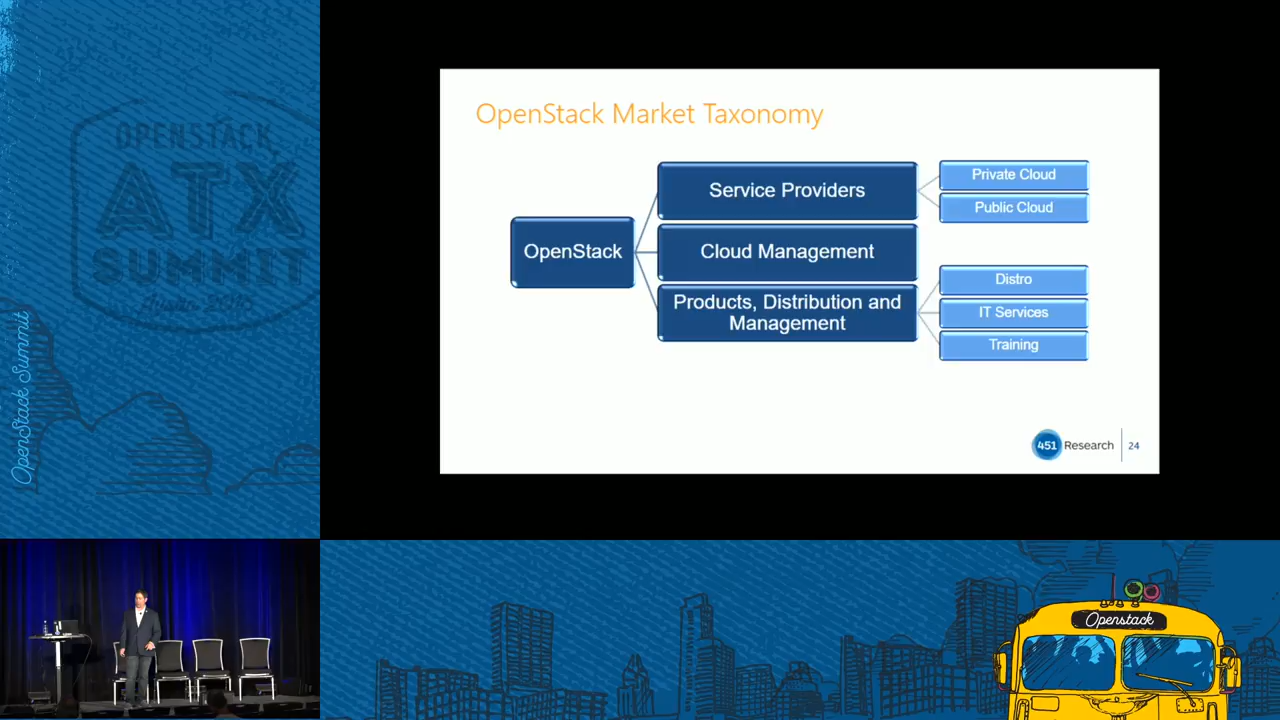 OPENSTACK
ATX
SUMMIT
OpenStack Summit
OpenStack Market Taxonomy
OpenStack
Service Providers
Private Cloud
Public Cloud
Cloud Management
Products, Distribution and
Management
Distro
IT Services
Training
451 Research
24
Openstack